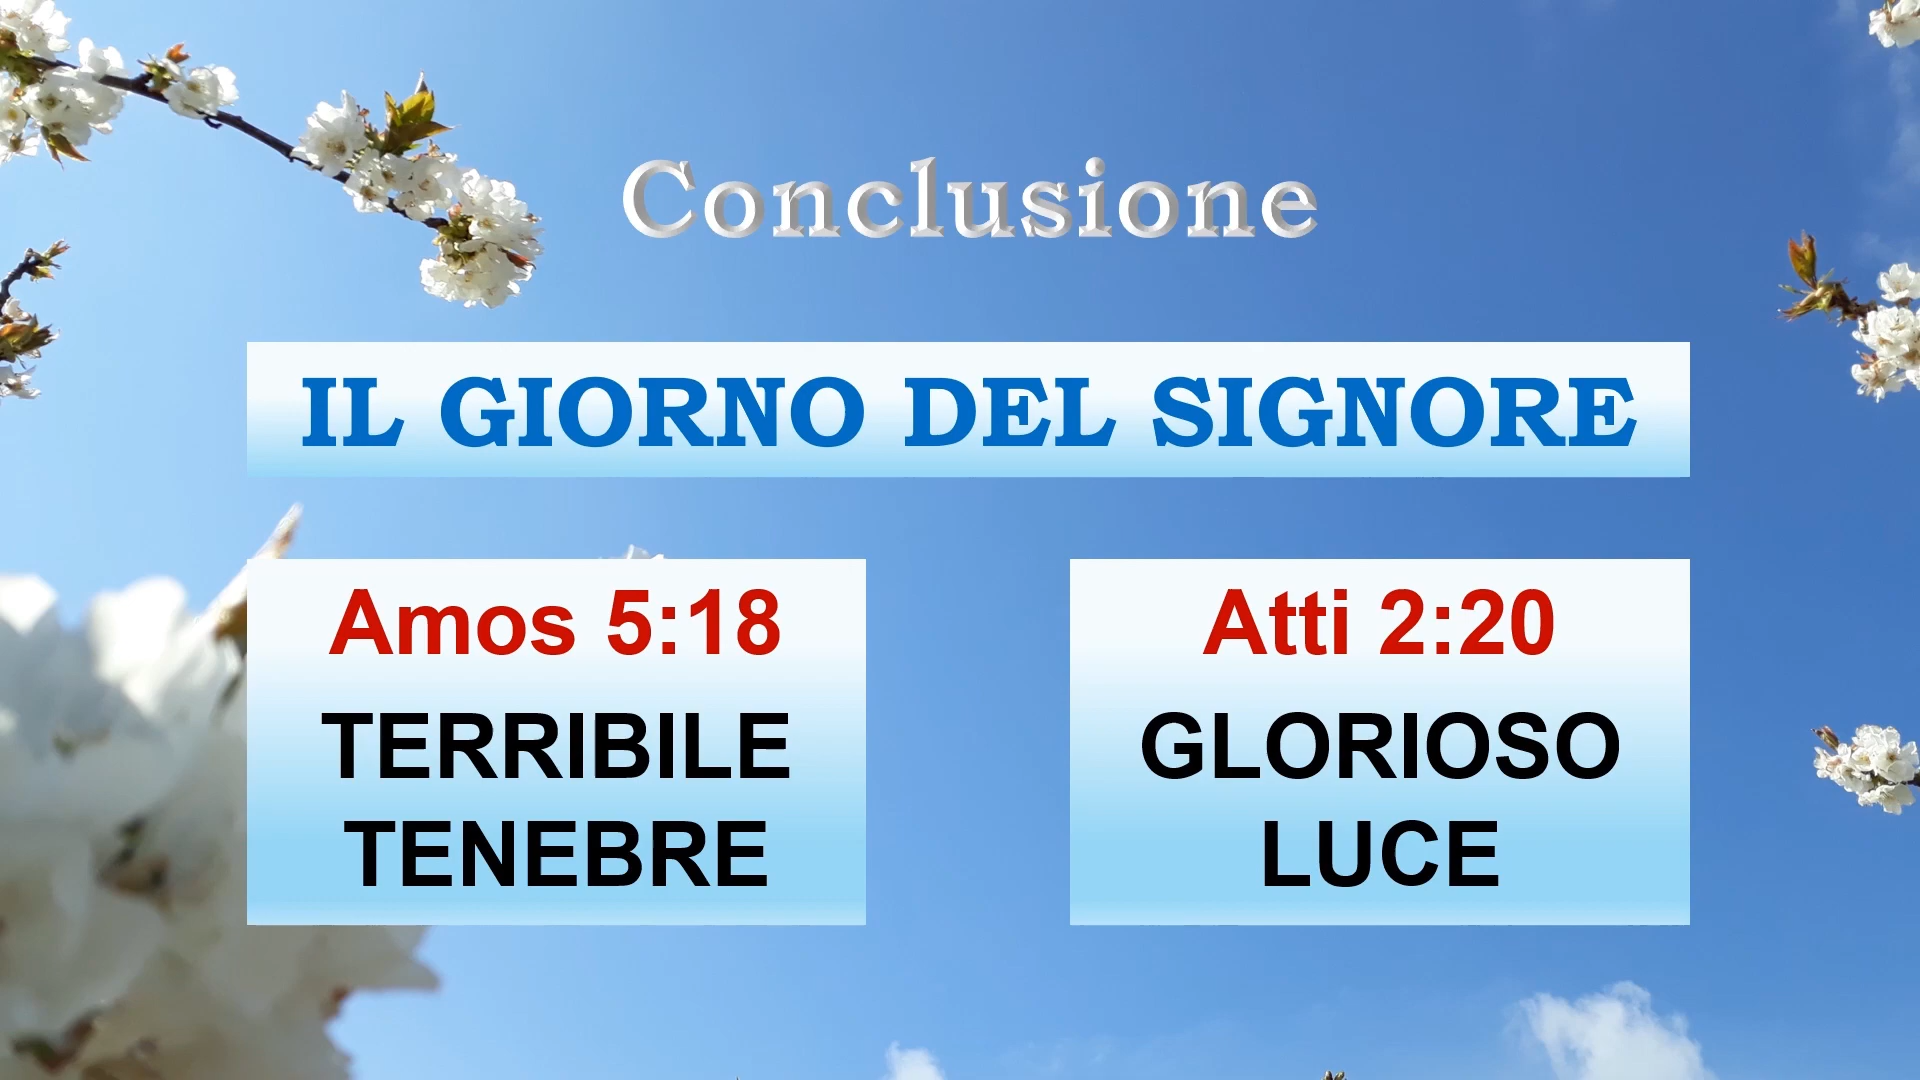 Conclusione
IL GIORNO DEL SIGNORE
Amos 5:18
TERRIBILE
TENEBRE
Atti 2:20
GLORIOSO
LUCE